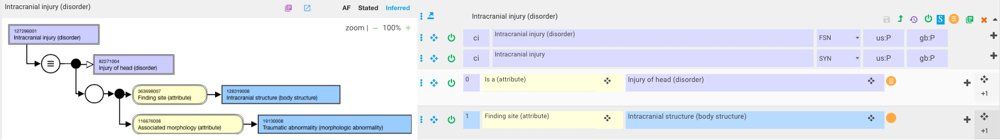 Intracranial injury (disorder)
AF Stated Inferred
zoom | – 100% +
127296001
Intracranial injury (disorder)
82271004
Injury of head (disorder)
363698007
Finding site (attribute)
128319008
Intracranial structure (body structure)
116676008
Associated morphology (attribute)
19130008
Traumatic abnormality (morphologic abnormality)
Intracranial injury (disorder)
S
ci Intracranial injury (disorder) FSN us:P gb:P
ci Intracranial injury SYN us:P gb:P
0 Is a (attribute) Injury of head (disorder)
+1
1 Finding site (attribute) Intracranial structure (body structure)
+1